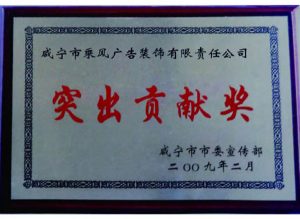 咸宁市乘风广告装饰有限责任公司
突出贡献奖
咸宁市市委宣传部
二〇〇九年二月